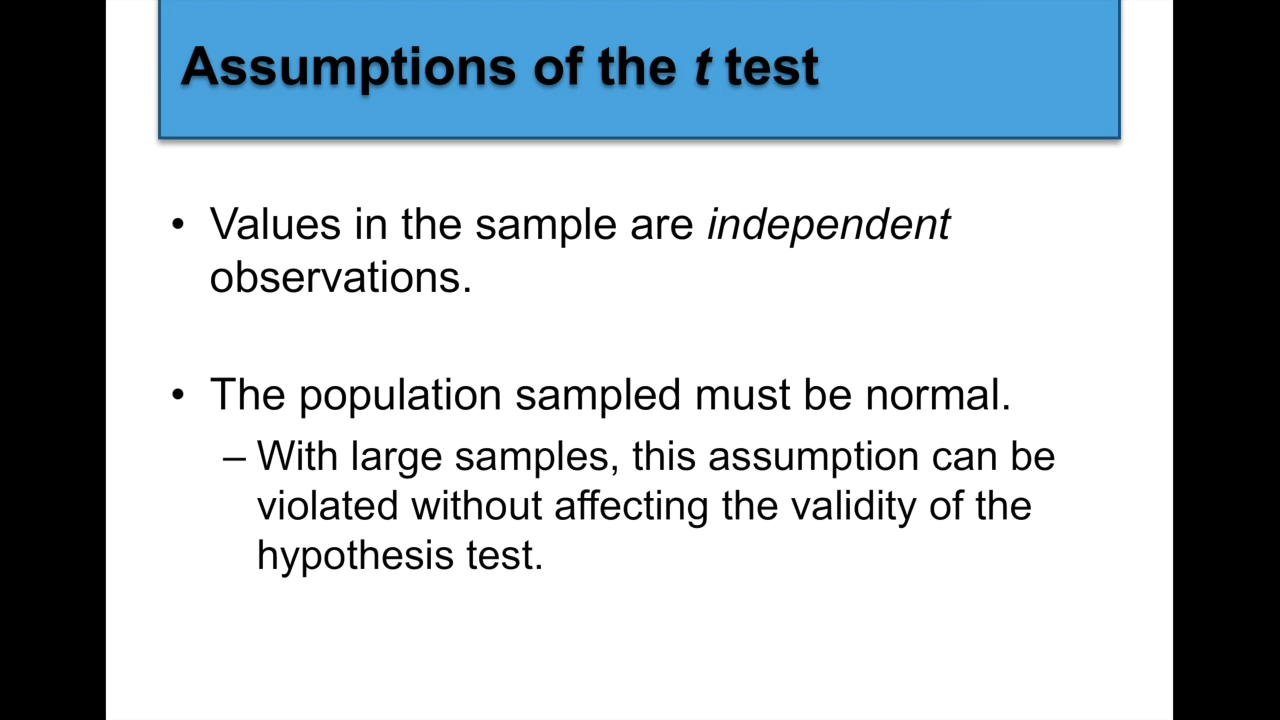 Assumptions of the t test
• Values in the sample are independent
observations.
• The population sampled must be normal.
– With large samples, this assumption can be
violated without affecting the validity of the
hypothesis test.